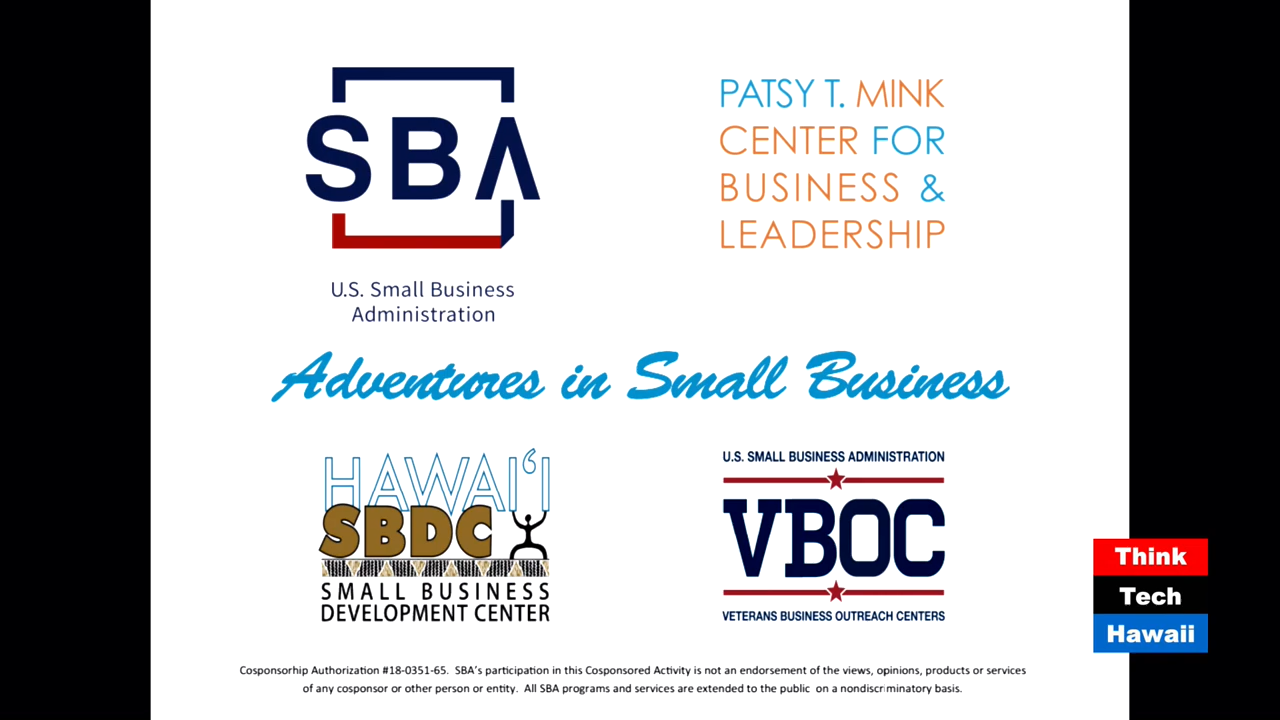 SBA
U.S. Small Business
Administration
PATSY T. MINK
CENTER FOR
BUSINESS &
LEADERSHIP
Adventures in Small Business
HAWAIʻI
SBDC
SMALL BUSINESS
DEVELOPMENT CENTER
U.S. SMALL BUSINESS ADMINISTRATION
VBOC
VETERANS BUSINESS OUTREACH CENTERS
Think
Tech
Hawaii
Cosponsorhip Authorization #18-0351-65. SBA's participation in this Cosponsored Activity is not an endorsement of the views, opinions, products or services
of any cosponsor or other person or entity. All SBA programs and services are extended to the public on a nondiscriminatory basis.